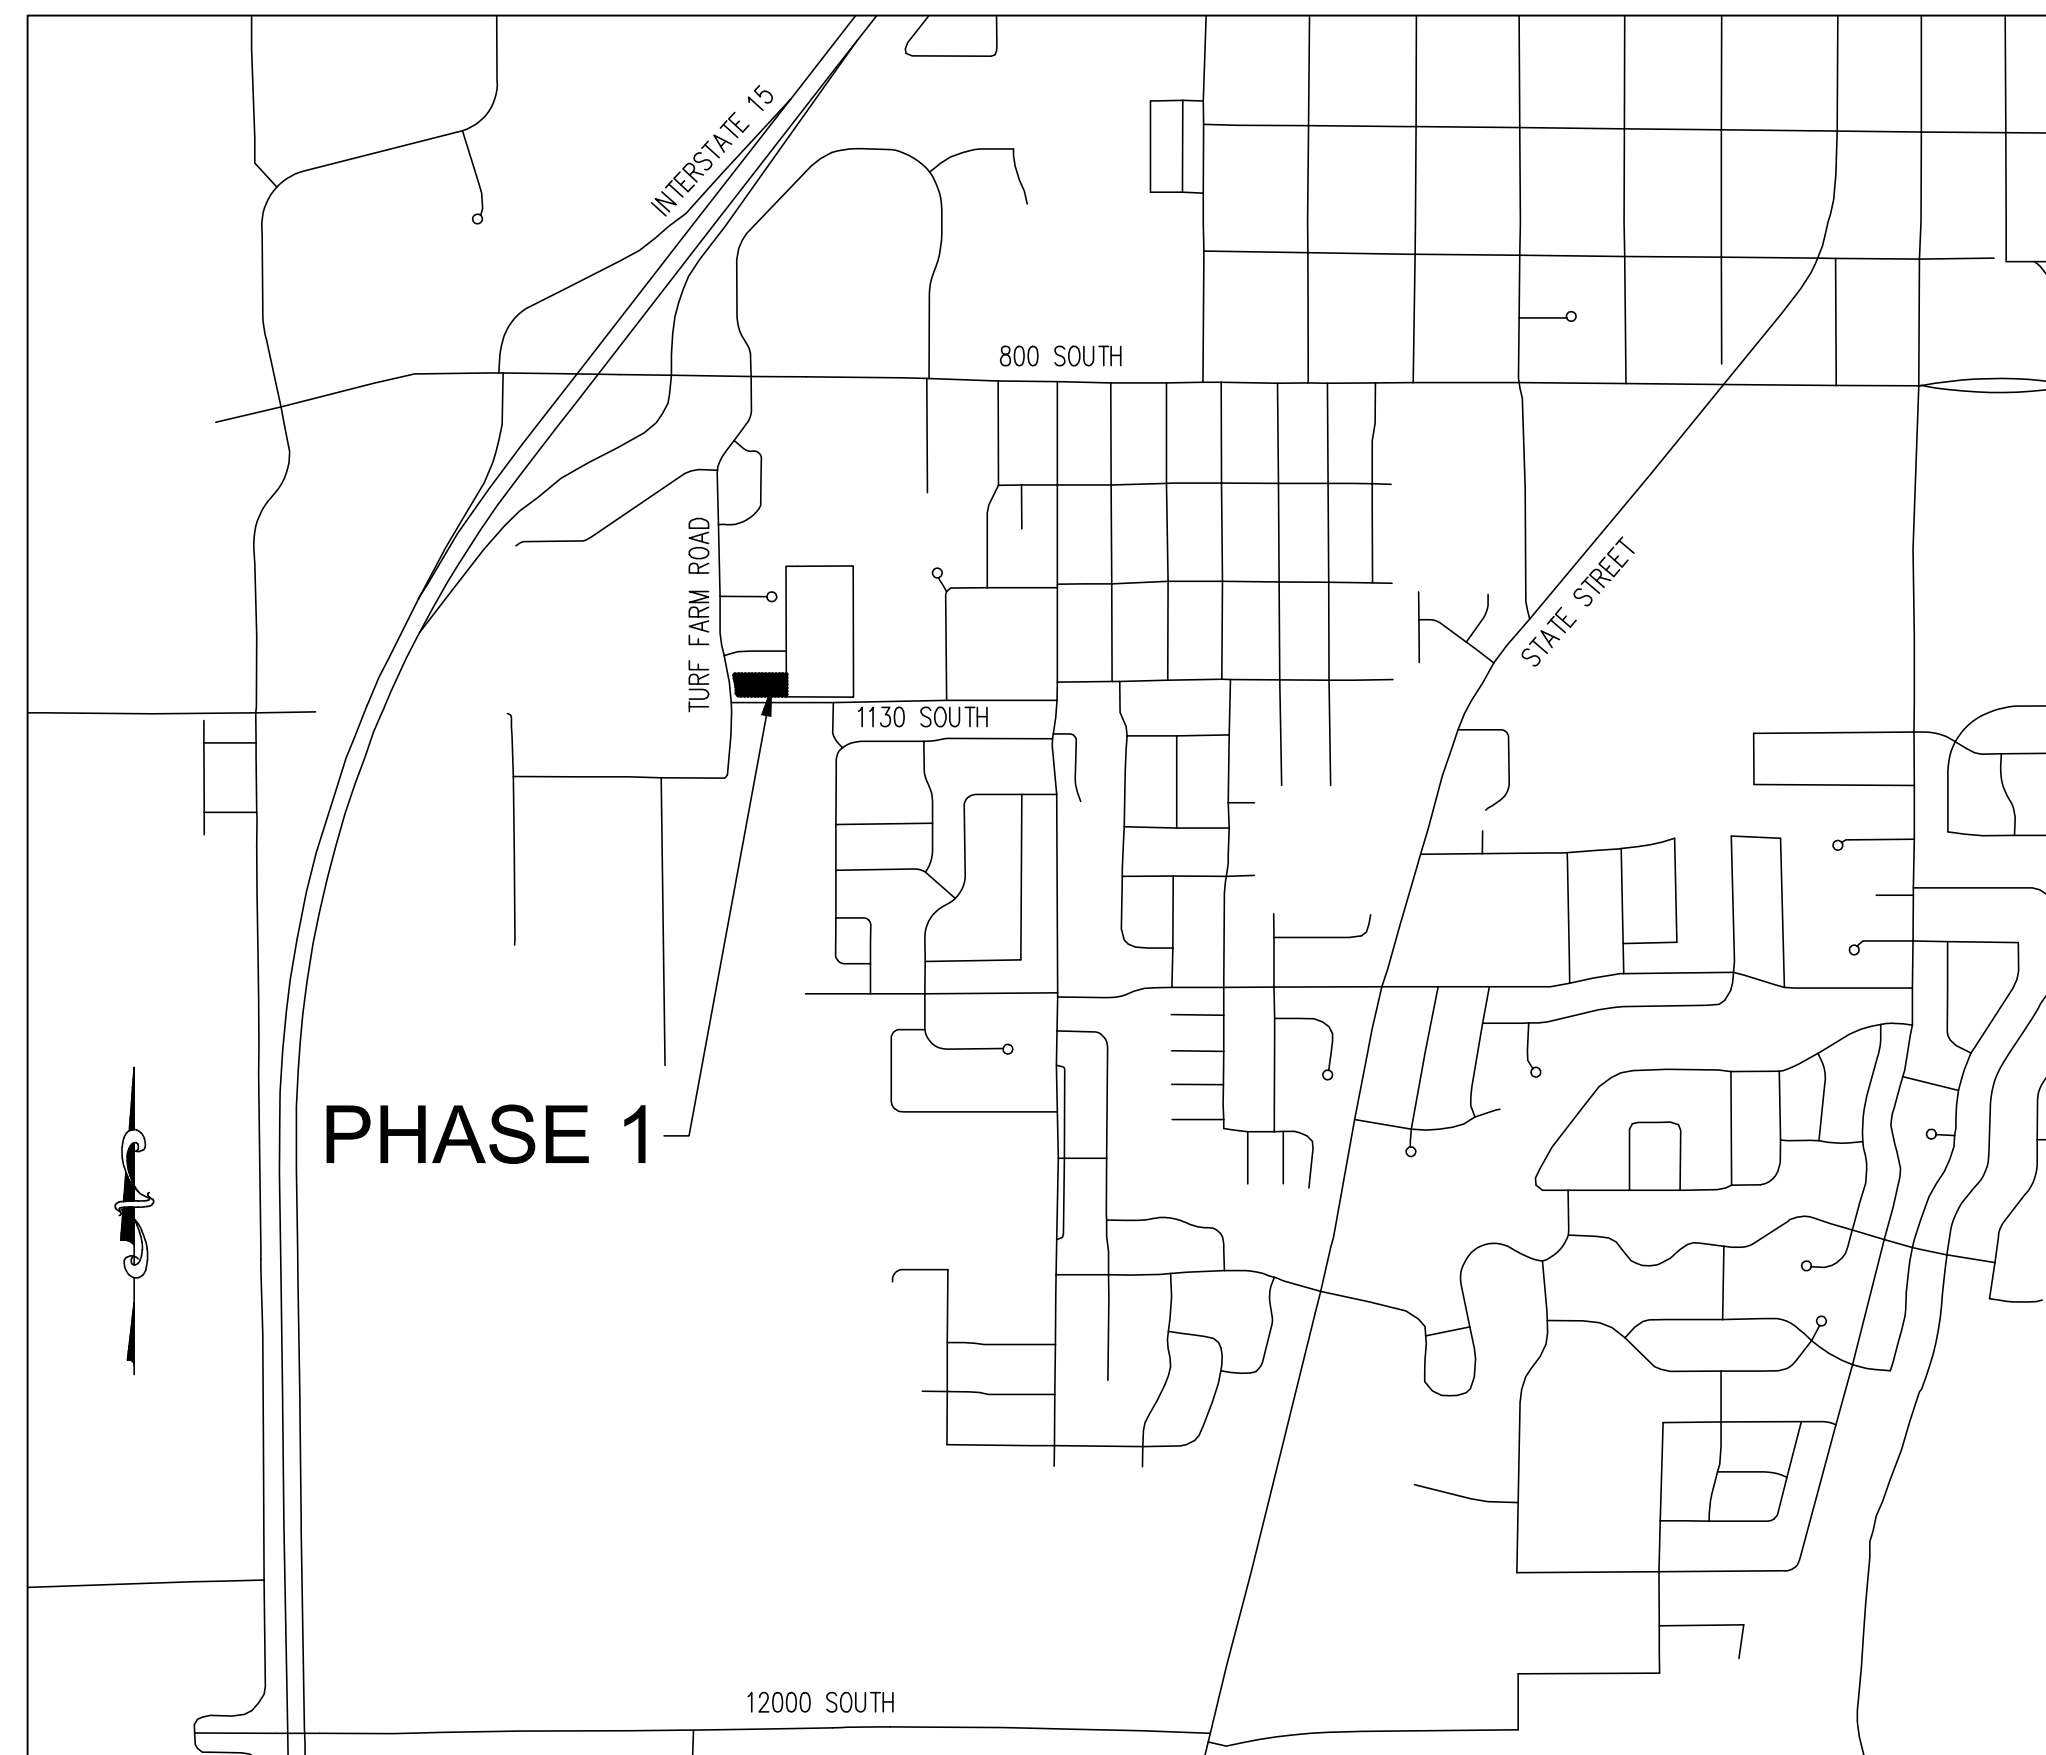 INTERSTATE 15
800 SOUTH
TURF FARM ROAD
STATE STREET
1130 SOUTH
PHASE 1
12000 SOUTH